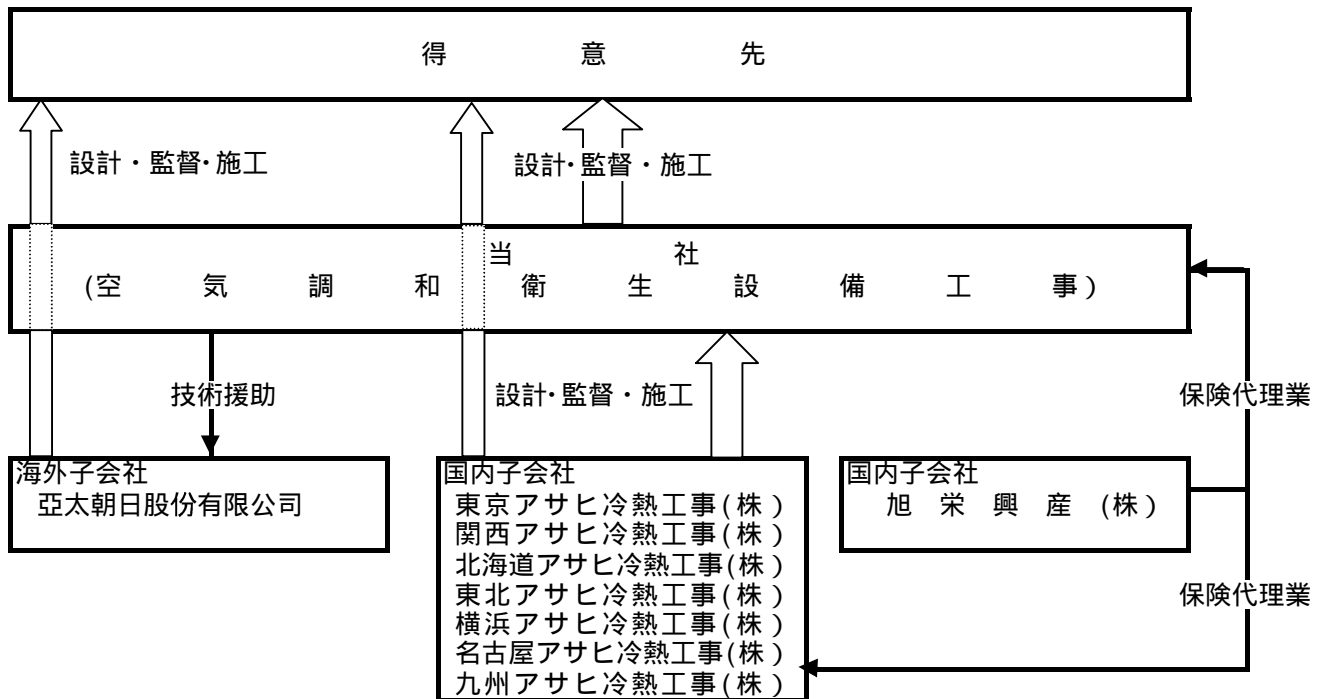 得 意 先
設計・監督・施工
設計・監督・施工
当 社
(空 気 調 和 衛 生 設 備 工 事)
技術援助
設計・監督・施工
保険代理業
海外子会社
亞太朝日股份有限公司
国内子会社
東京アサヒ冷熱工事(株)
関西アサヒ冷熱工事(株)
北海道アサヒ冷熱工事(株)
東北アサヒ冷熱工事(株)
横浜アサヒ冷熱工事(株)
名古屋アサヒ冷熱工事(株)
九州アサヒ冷熱工事(株)
国内子会社
旭 栄 興 産 (株)
保険代理業